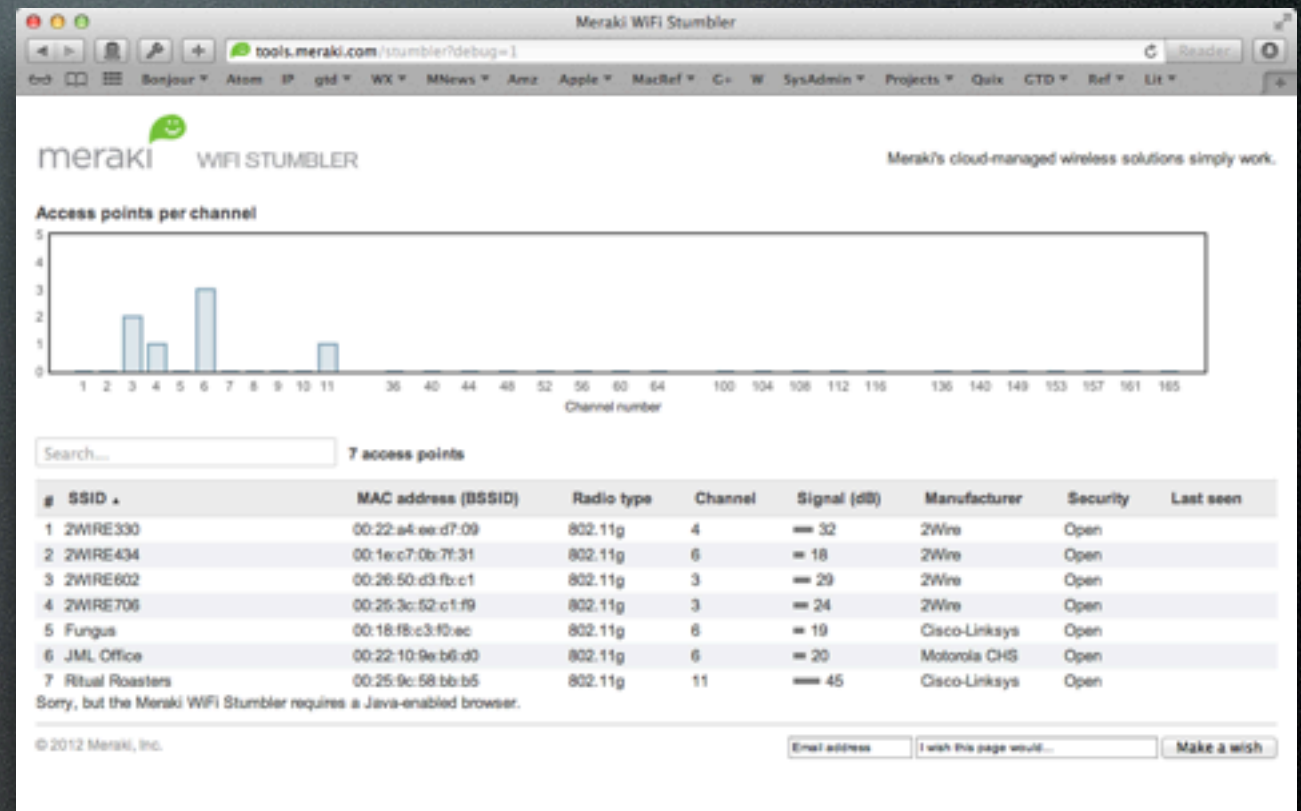 Meraki WiFi Stumbler
tools.meraki.com/stumbler?debug=1 Reader
Bonjour Atom IP gtd WX MNews Amz Apple MacRef G+ W SysAdmin Projects Quix GTD Ref Lit
meraki WIFI STUMBLER
Meraki's cloud-managed wireless solutions simply work.
Access points per channel
5
4
3
2
1
0
1 2 3 4 5 6 7 8 9 10 11 36 40 44 48 52 56 60 64 100 104 108 112 116 136 140 149 153 157 161 165
Channel number
Search... 7 access points
# SSID MAC address (BSSID) Radio type Channel Signal (dB) Manufacturer Security Last seen
1 2WIRE330 00:22:a4:ee:d7:09 802.11g 4 32 2Wire Open
2 2WIRE434 00:1e:c7:0b:7f:31 802.11g 6 18 2Wire Open
3 2WIRE602 00:26:50:d3:fb:c1 802.11g 3 29 2Wire Open
4 2WIRE706 00:25:3c:52:c1:f9 802.11g 3 24 2Wire Open
5 Fungus 00:18:f8:c3:f0:ec 802.11g 6 19 Cisco-Linksys Open
6 JML Office 00:22:10:9e:b6:d0 802.11g 6 20 Motorola CHS Open
7 Ritual Roasters 00:25:9c:58:bb:b5 802.11g 11 45 Cisco-Linksys Open
Sorry, but the Meraki WiFi Stumbler requires a Java-enabled browser.
© 2012 Meraki, Inc. Email address I wish this page would... Make a wish